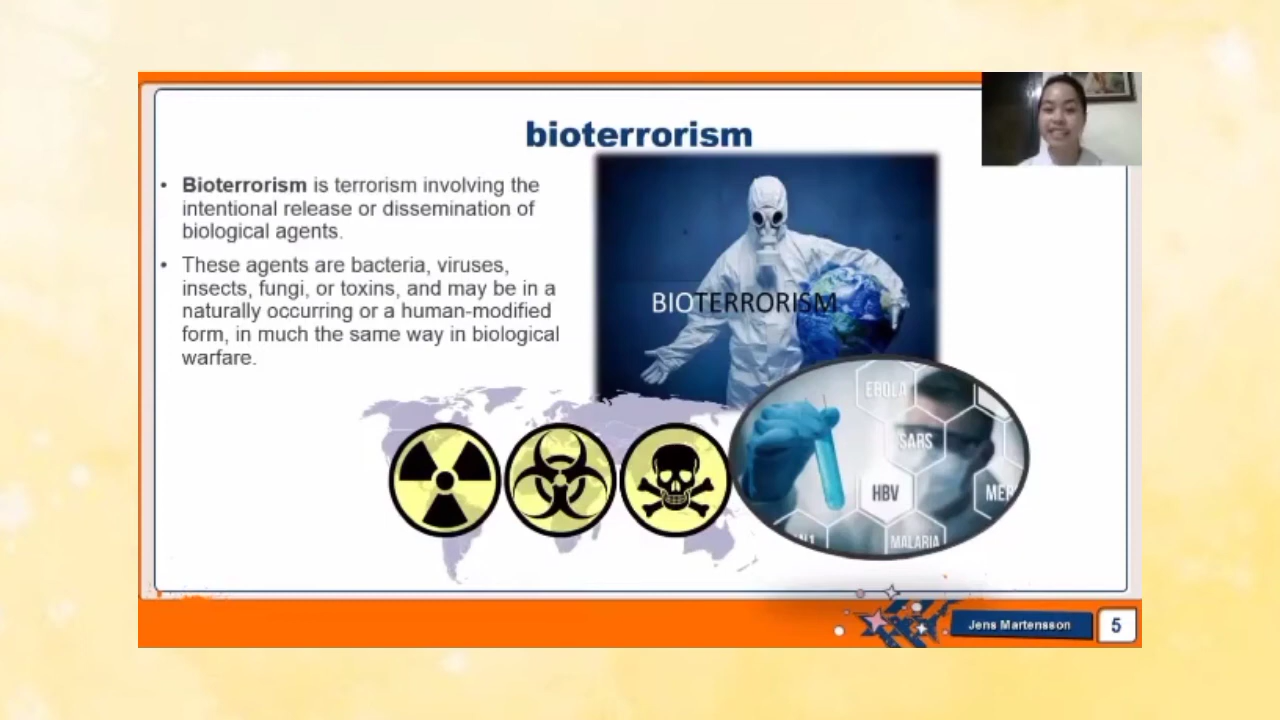 bioterrorism
• Bioterrorism is terrorism involving the
intentional release or dissemination of
biological agents.
• These agents are bacteria, viruses,
insects, fungi, or toxins, and may be in a
naturally occurring or a human-modified
form, in much the same way in biological
warfare.
BIOTERRORISM
EBOLA
SARS
HBV
MER
N1
MALARIA
Jens Martensson
5